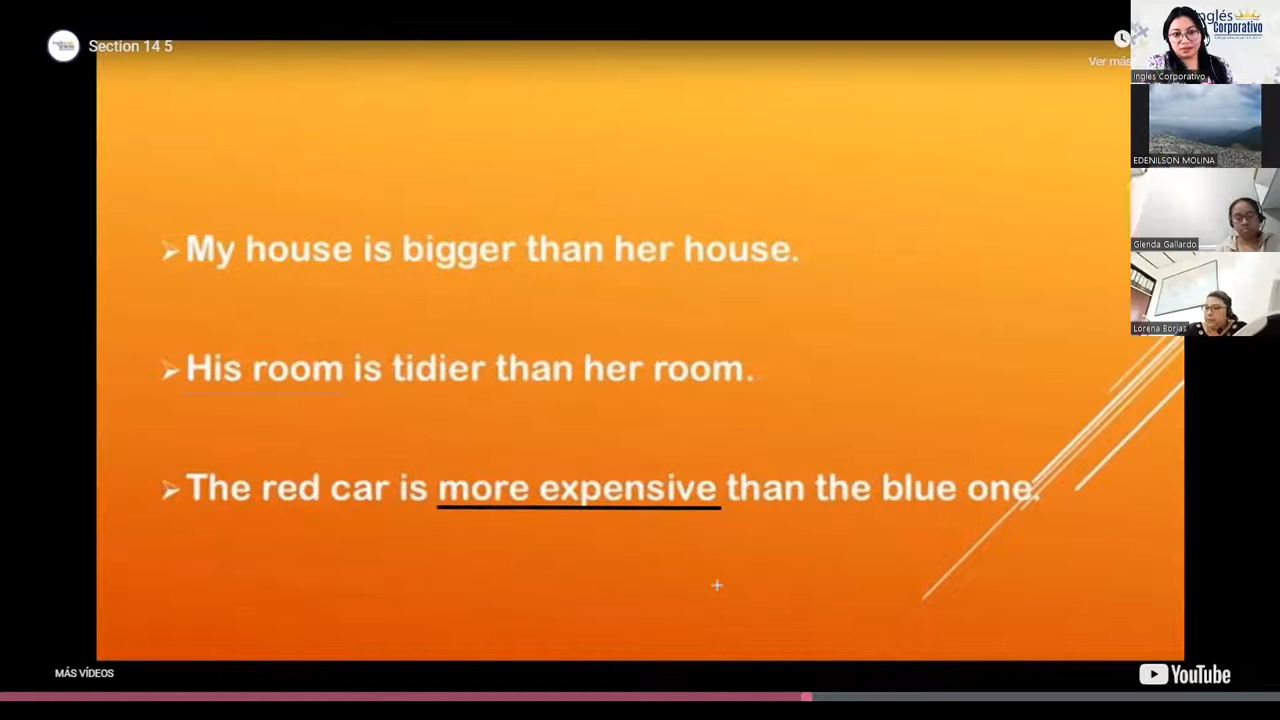 Section 14 5
Ver más
Inglés
Corporativo
Inglés Corporativo
EDENILSON MOLINA
Glenda Gallardo
Lorena Borjas
➢My house is bigger than her house.
➢His room is tidier than her room.
➢The red car is more expensive than the blue one.
MÁS VÍDEOS
YouTube